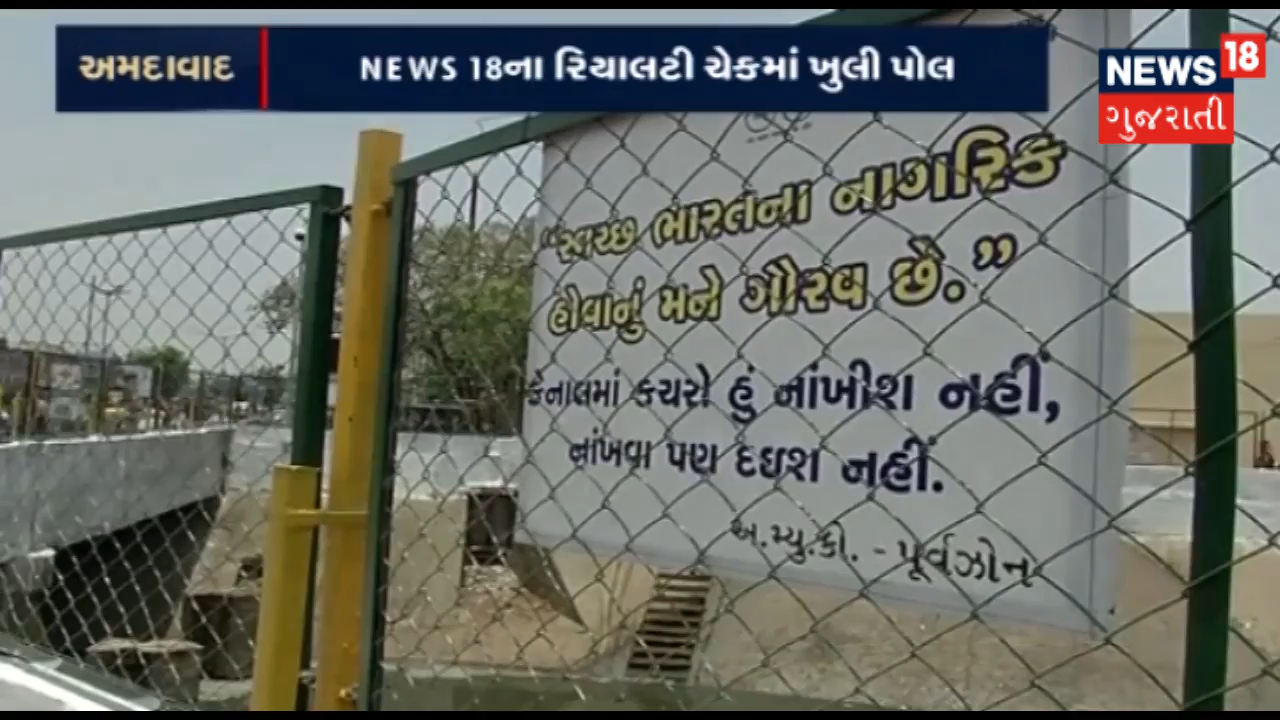 અમદાવાદ
NEWS 18ના રિયાલટી ચેકમાં ખુલી પોલ
NEWS 18
ગુજરાતી
“સ્વચ્છ ભારતના નાગરિક
હોવાનું મને ગૌરવ છે.”
કેનાલમાં કચરો હું નાંખીશ નહીં,
નાંખવા પણ દઇશ નહીં.
અ.મ્યુ.કો. - પૂર્વઝોન